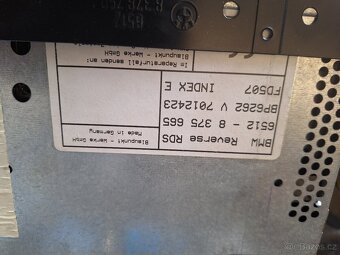 BMW Reverse RDS
6512 - 8 375 665
BP6262 V 7012423
FD507 INDEX E
Blaupunkt - Werke GmbH
Made in Germany
Im Reparaturfall senden an:
Blaupunkt - Werke GmbH
6512